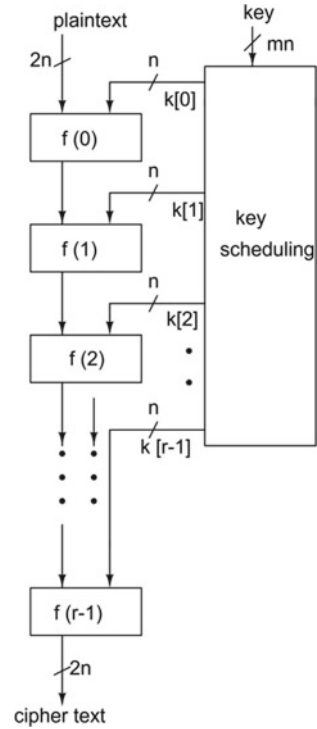 plaintext
key
2n
mn
n
k[0]
f (0)
n
k[1]
f (1)
key
scheduling
n
k[2]
f (2)
n
k [r-1]
f (r-1)
2n
cipher text